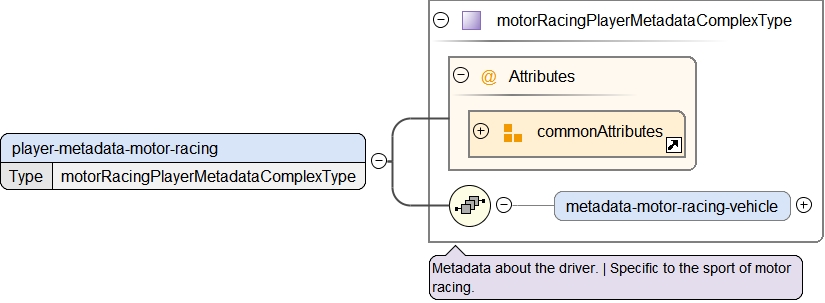 motorRacingPlayerMetadataComplexType
@ Attributes
commonAttributes
player-metadata-motor-racing
Type motorRacingPlayerMetadataComplexType
metadata-motor-racing-vehicle
Metadata about the driver. | Specific to the sport of motor
racing.